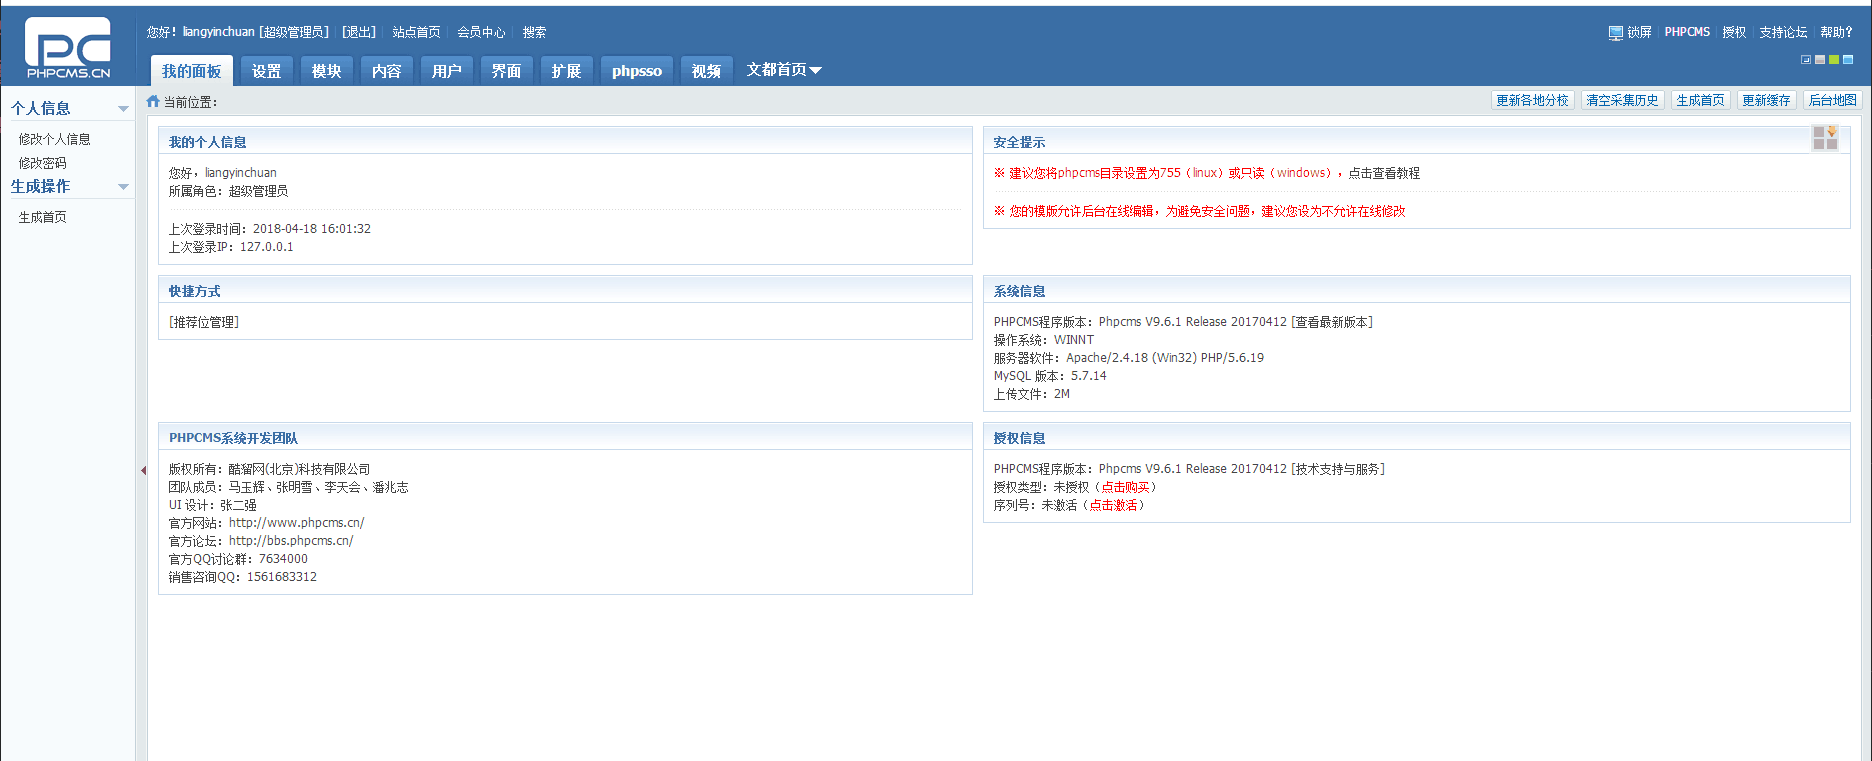 PHPCMS.CN
您好！liangyinchuan [超级管理员] [退出] 站点首页 会员中心 搜索
锁屏 PHPCMS 授权 支持论坛 帮助?
我的面板 设置 模块 内容 用户 界面 扩展 phpsso 视频 文都首页
个人信息
修改个人信息
修改密码
生成操作
生成首页
当前位置：
更新各地分校 清空采集历史 生成首页 更新缓存 后台地图
我的个人信息
您好，liangyinchuan
所属角色：超级管理员
上次登录时间：2018-04-18 16:01:32
上次登录IP：127.0.0.1
安全提示
※ 建议您将phpcms目录设置为755（linux）或只读（windows），点击查看教程
※ 您的模版允许后台在线编辑，为避免安全问题，建议您设为不允许在线修改
快捷方式
[推荐位管理]
系统信息
PHPCMS程序版本：Phpcms V9.6.1 Release 20170412 [查看最新版本]
操作系统：WINNT
服务器软件：Apache/2.4.18 (Win32) PHP/5.6.19
MySQL 版本：5.7.14
上传文件：2M
PHPCMS系统开发团队
版权所有：酷溜网(北京)科技有限公司
团队成员：马玉辉、张明雪、李天会、潘兆志
UI 设计：张二强
官方网站：http://www.phpcms.cn/
官方论坛：http://bbs.phpcms.cn/
官方QQ讨论群：7634000
销售咨询QQ：1561683312
授权信息
PHPCMS程序版本：Phpcms V9.6.1 Release 20170412 [技术支持与服务]
授权类型：未授权（点击购买）
序列号：未激活（点击激活）